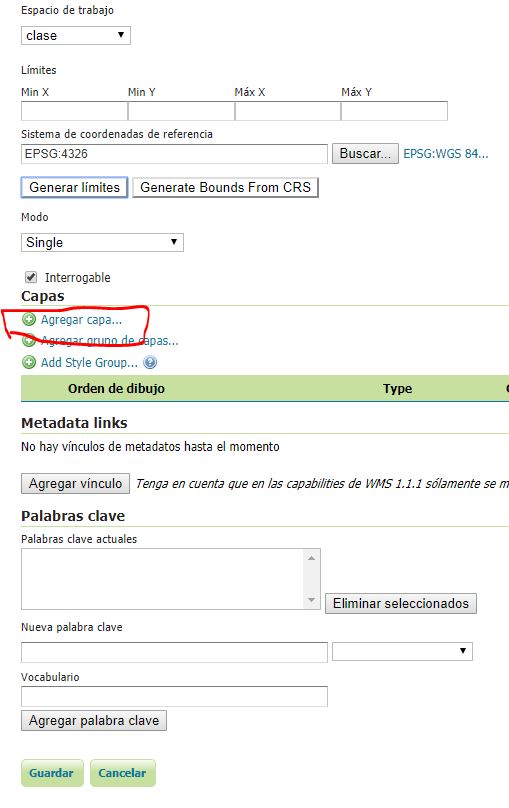 Espacio de trabajo
clase
Límites
Min X Min Y Máx X Máx Y
Sistema de coordenadas de referencia
EPSG:4326 Buscar... EPSG:WGS 84...
Generar límites Generate Bounds From CRS
Modo
Single
Interrogable
Capas
Agregar capa...
Agregar grupo de capas...
Add Style Group...
Orden de dibujo Type
Metadata links
No hay vínculos de metadatos hasta el momento
Agregar vínculo Tenga en cuenta que en las capabilities de WMS 1.1.1 sólamente se m
Palabras clave
Palabras clave actuales
Eliminar seleccionados
Nueva palabra clave
Vocabulario
Agregar palabra clave
Guardar Cancelar